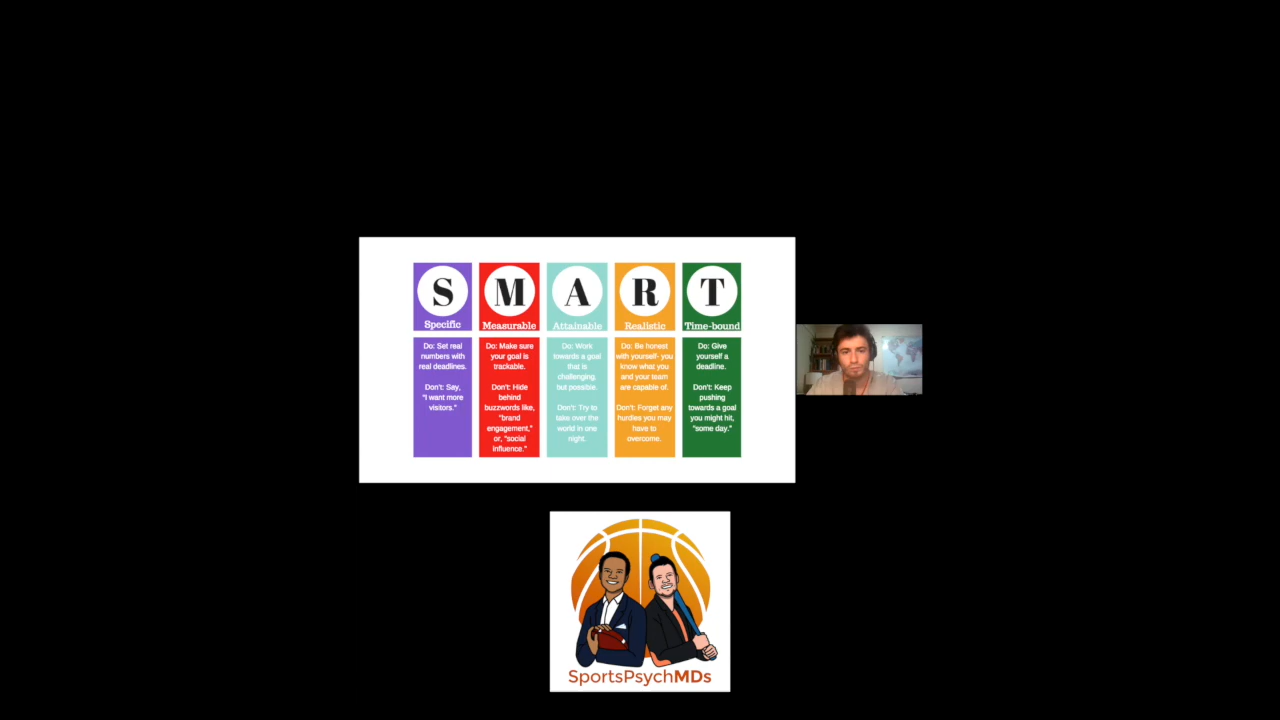 S
Specific
Do: Set real
numbers with
real deadlines.
Don't: Say,
"I want more
visitors."
M
Measurable
Do: Make sure
your goal is
trackable.
Don't: Hide
behind
buzzwords like,
"brand
engagement,"
or, "social
influence."
A
Attainable
Do: Work
towards a goal
that is
challenging,
but possible.
Don't: Try to
take over the
world in one
night.
R
Realistic
Do: Be honest
with yourself- you
know what you
and your team
are capable of.
Don't: Forget any
hurdles you may
have to
overcome.
T
Time-bound
Do: Give
yourself a
deadline.
Don't: Keep
pushing
towards a goal
you might hit,
"some day."
SportsPsychMDs